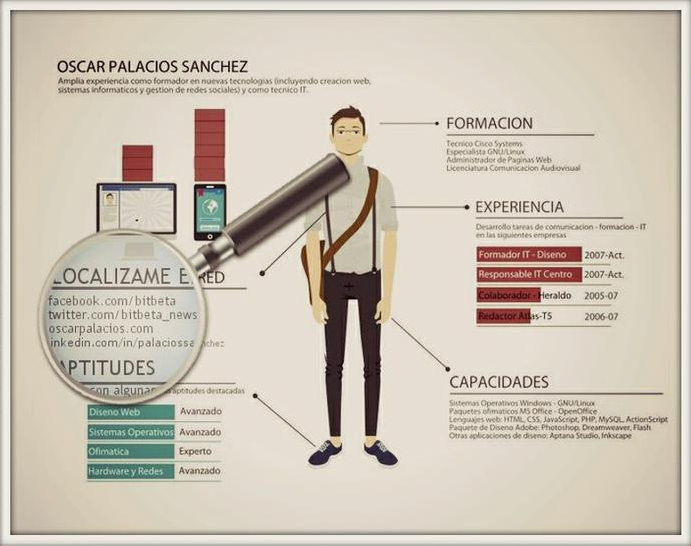 OSCAR PALACIOS SANCHEZ
Amplia experiencia como formador en nuevas tecnologias (incluyendo creacion web,
sistemas informaticos y gestion de redes sociales) y como tecnico IT.
FORMACION
Tecnico Cisco Systems
Especialista GNU/Linux
Administrador de Paginas Web
Licenciatura Comunicacion Audiovisual
EXPERIENCIA
Desarrollo tareas de comunicacion - formacion - IT
en las siguientes empresas
Formador IT - Diseno 2007-Act.
Responsable IT Centro 2007-Act.
Colaborador - Heraldo 2005-07
Redactor Atlas-T5 2006-07
LOCALIZAME E RED
facebook.com/bitbeta
twitter.com/bitbeta_news
oscarpalacios.com
inkedin.com/in/palaciossa nchez
APTITUDES
con algunas aptitudes destacadas
Diseno Web Avanzado
Sistemas Operativos Avanzado
Ofimatica Experto
Hardware y Redes Avanzado
CAPACIDADES
Sistemas Operativos Windows - GNU/Linux
Paquetes ofimaticos MS Office - OpenOffice
Lenguajes web: HTML, CSS, JavaScript, PHP, MySQL, ActionScript
Paquete de Diseno Adobe: Photoshop, Dreamweaver, Flash
Otras aplicaciones de diseno: Aptana Studio, Inkscape